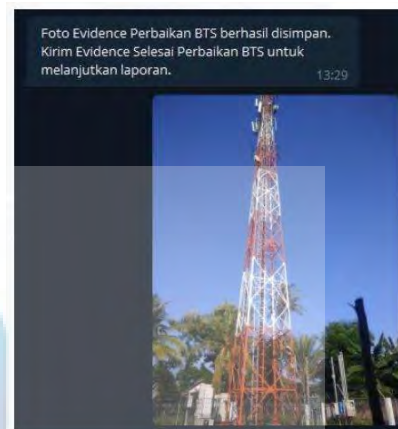 Foto Evidence Perbaikan BTS berhasil disimpan.
Kirim Evidence Selesai Perbaikan BTS untuk
melanjutkan laporan.
13:29